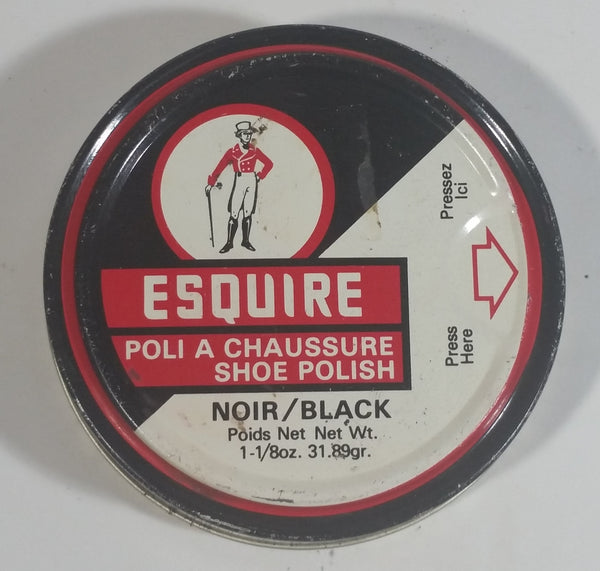 ESQUIRE
POLI A CHAUSSURE
SHOE POLISH
NOIR/BLACK
Poids Net Net Wt.
1-1/8oz. 31.89gr.
Pressez
Ici
Press
Here